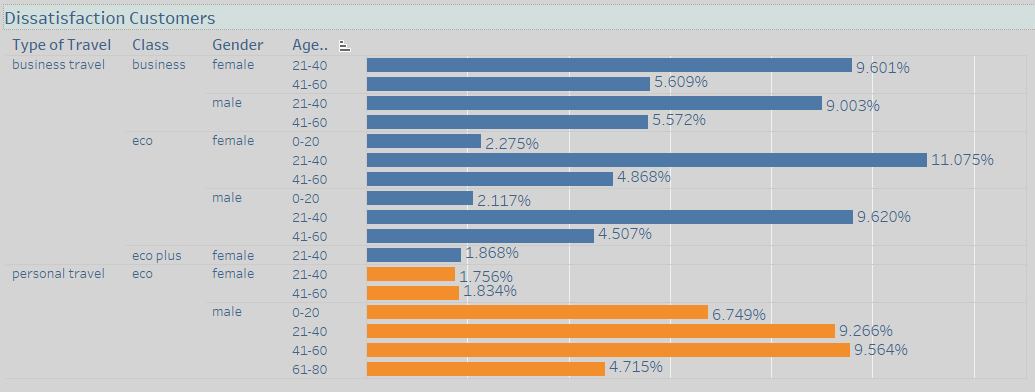 Dissatisfaction Customers
Type of Travel Class Gender Age..
business travel business female 21-40 9.601%
41-60 5.609%
male 21-40 9.003%
41-60 5.572%
eco female 0-20 2.275%
21-40 11.075%
41-60 4.868%
male 0-20 2.117%
21-40 9.620%
41-60 4.507%
eco plus female 21-40 1.868%
personal travel eco female 21-40 1.756%
41-60 1.834%
male 0-20 6.749%
21-40 9.266%
41-60 9.564%
61-80 4.715%